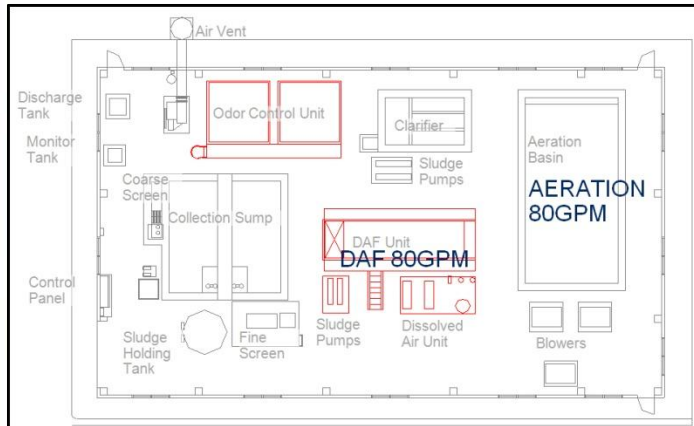 Air Vent
Discharge
Tank
Monitor
Tank
Odor Control Unit
Clarifier
Sludge
Pumps
Aeration
Basin
AERATION
80GPM
Coarse
Screen
Collection Sump
DAF Unit
DAF 80GPM
Control
Panel
Sludge
Holding
Tank
Fine
Screen
Sludge
Pumps
Dissolved
Air Unit
Blowers